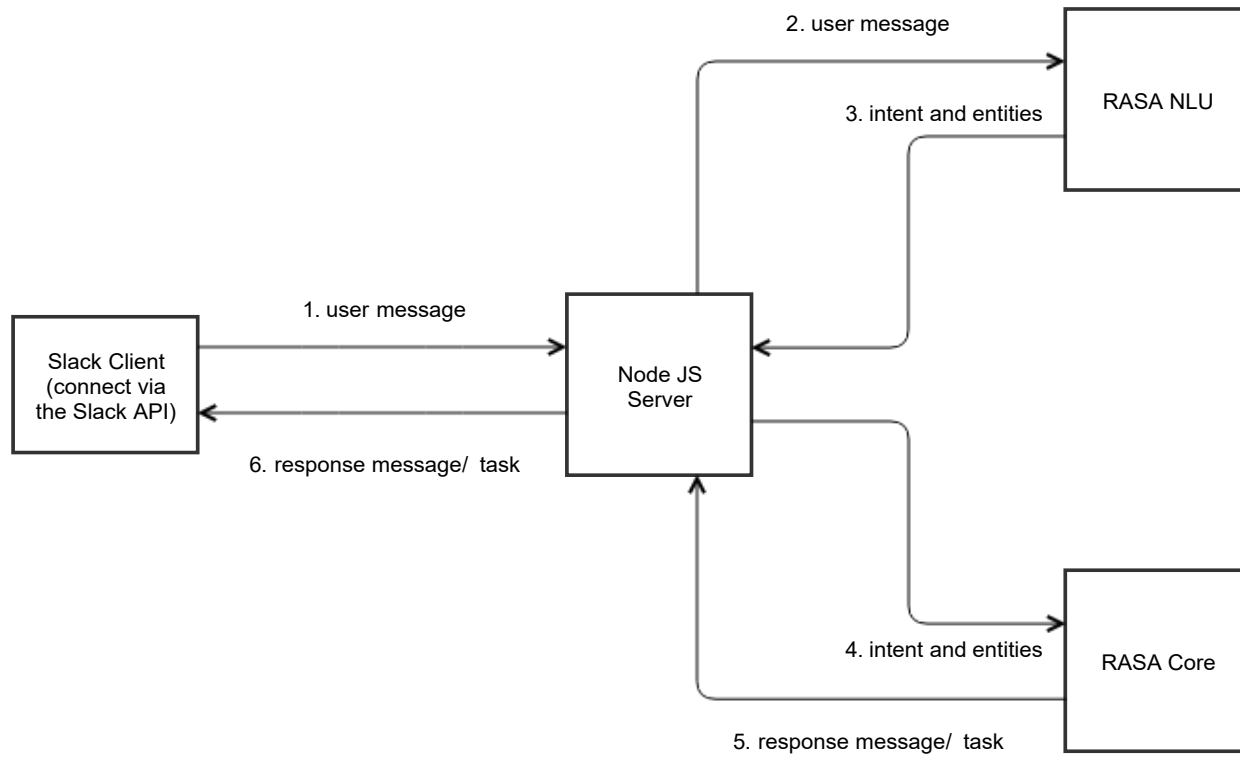 2. user message
RASA NLU
3. intent and entities
1. user message
Slack Client
(connect via
the Slack API)
Node JS
Server
6. response message/  task
4. intent and entities
RASA Core
5. response message/  task